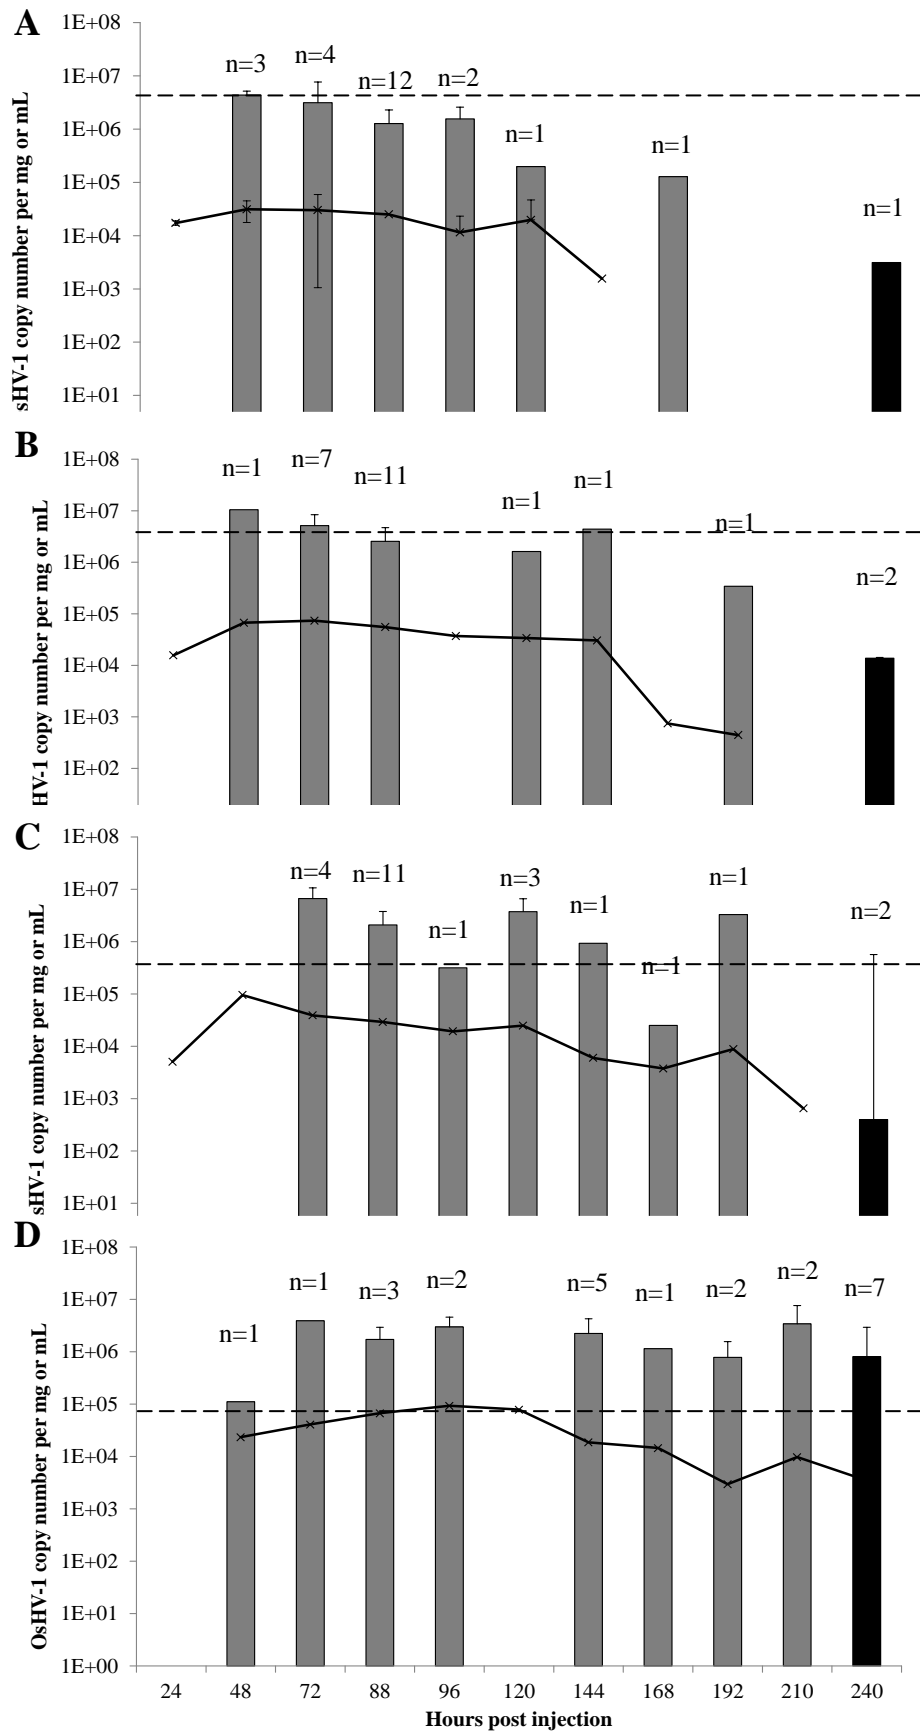 A
1E+08
1E+07
1E+06
1E+05
1E+04
1E+03
1E+02
1E+01
sHV-1 copy number per mg or mL
n=3
n=4
n=12
n=2
n=1
n=1
n=1
B
1E+08
1E+07
1E+06
1E+05
1E+04
1E+03
1E+02
HV-1 copy number per mg or mL
n=1
n=7
n=11
n=1
n=1
n=1
n=2
C
1E+08
1E+07
1E+06
1E+05
1E+04
1E+03
1E+02
1E+01
sHV-1 copy number per mg or mL
n=4
n=11
n=1
n=3
n=1
n=1
n=1
n=2
D
1E+08
1E+07
1E+06
1E+05
1E+04
1E+03
1E+02
1E+01
1E+00
OsHV-1 copy number per mg or mL
n=1
n=1
n=3
n=2
n=5
n=1
n=2
n=2
n=7
24 48 72 88 96 120 144 168 192 210 240
Hours post injection